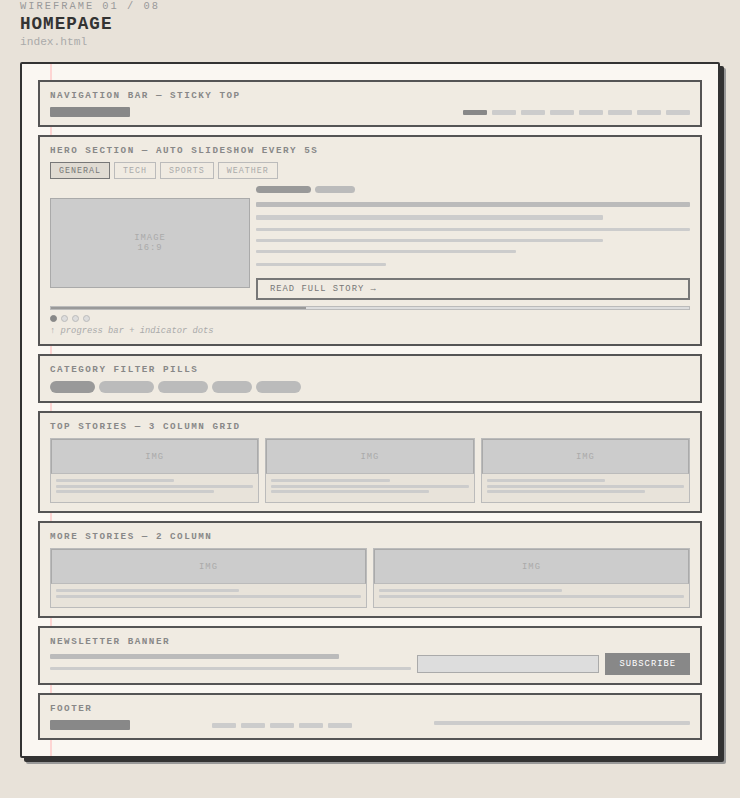 WIREFRAME 01 / 08
HOMEPAGE
index.html
NAVIGATION BAR — STICKY TOP
HERO SECTION — AUTO SLIDESHOW EVERY 5S
GENERAL TECH SPORTS WEATHER
IMAGE
16:9
READ FULL STORY →
↑ progress bar + indicator dots
CATEGORY FILTER PILLS
TOP STORIES — 3 COLUMN GRID
IMG IMG IMG
MORE STORIES — 2 COLUMN
IMG IMG
NEWSLETTER BANNER
SUBSCRIBE
FOOTER